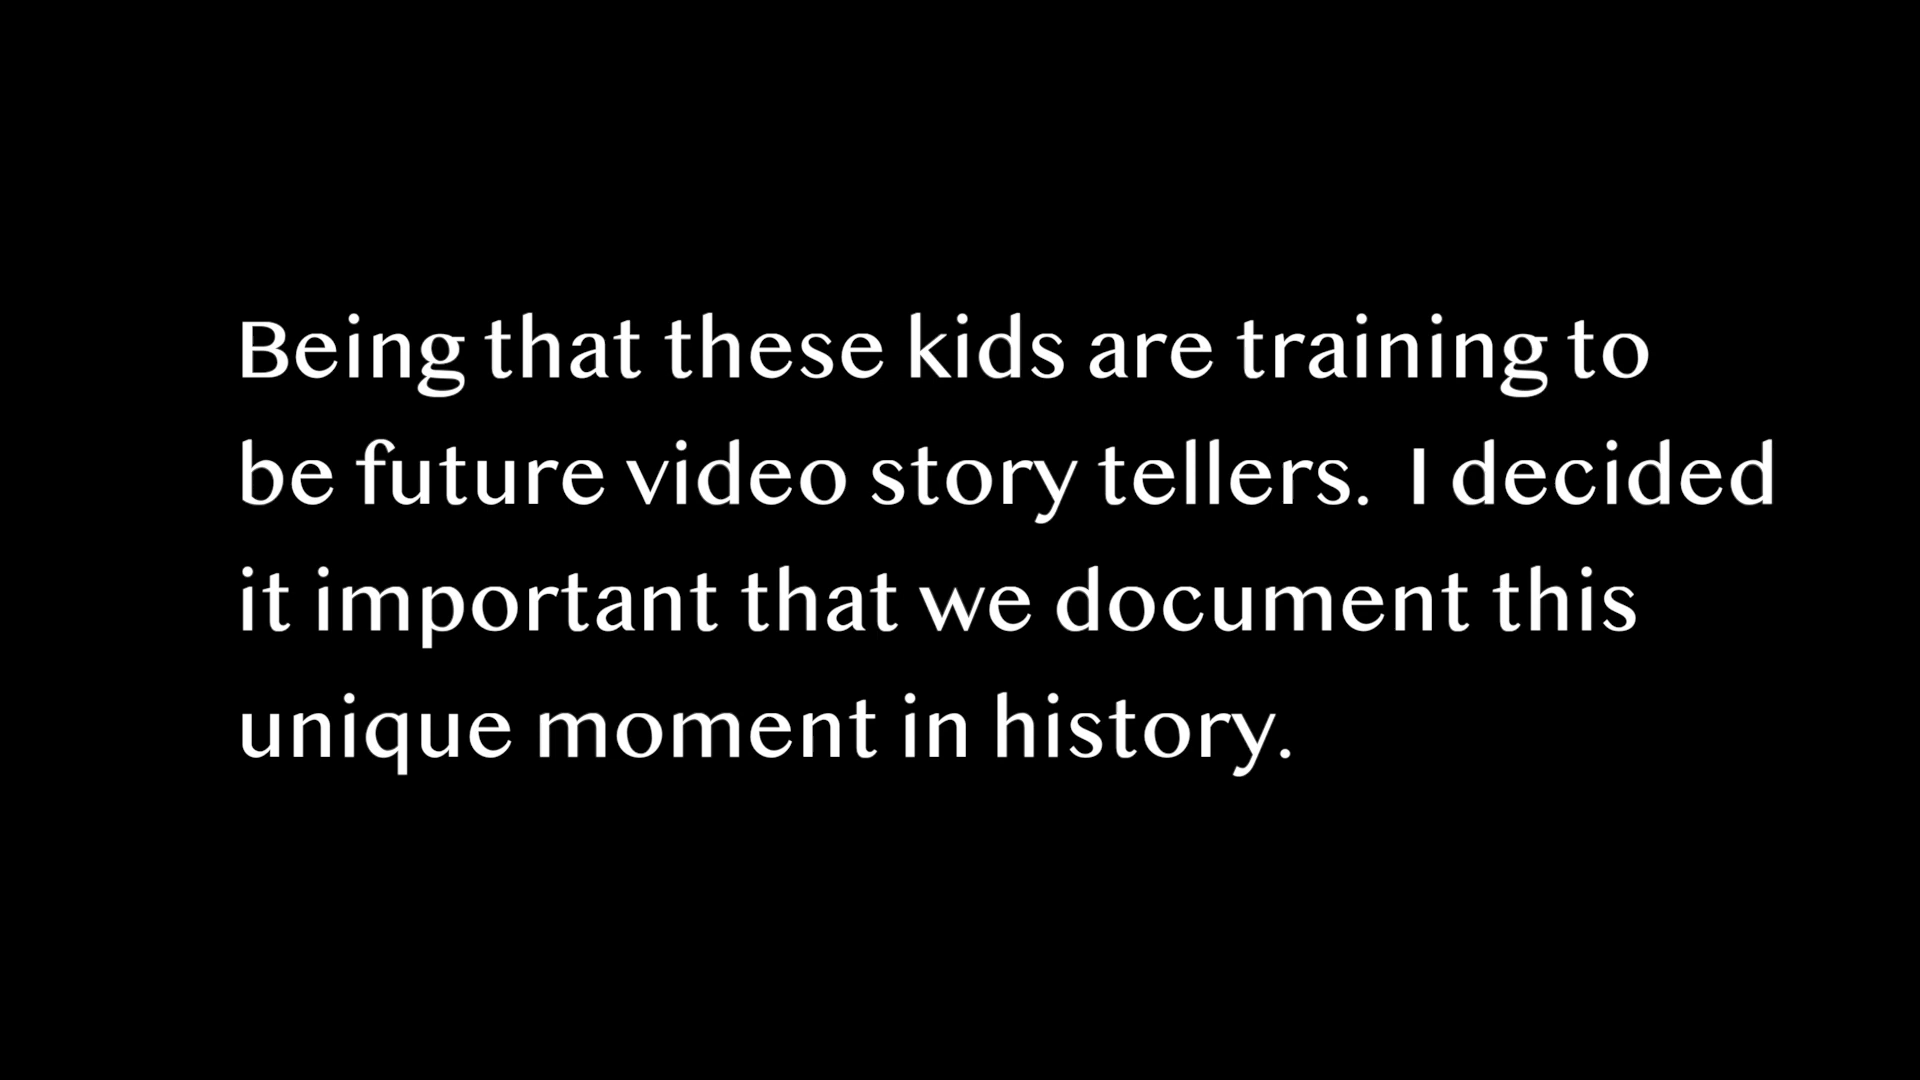 Being that these kids are training to
be future video story tellers.  I decided
it important that we document this
unique moment in history.